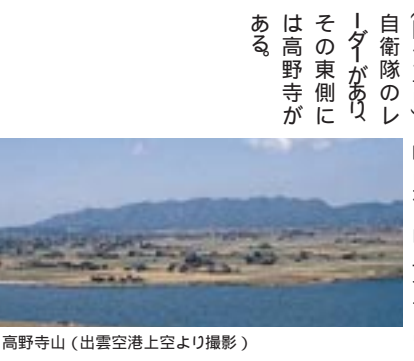 自衛隊のレ
ーダーがあり、
その東側に
は高野寺が
ある。
高野寺山(出雲空港上空より撮影)